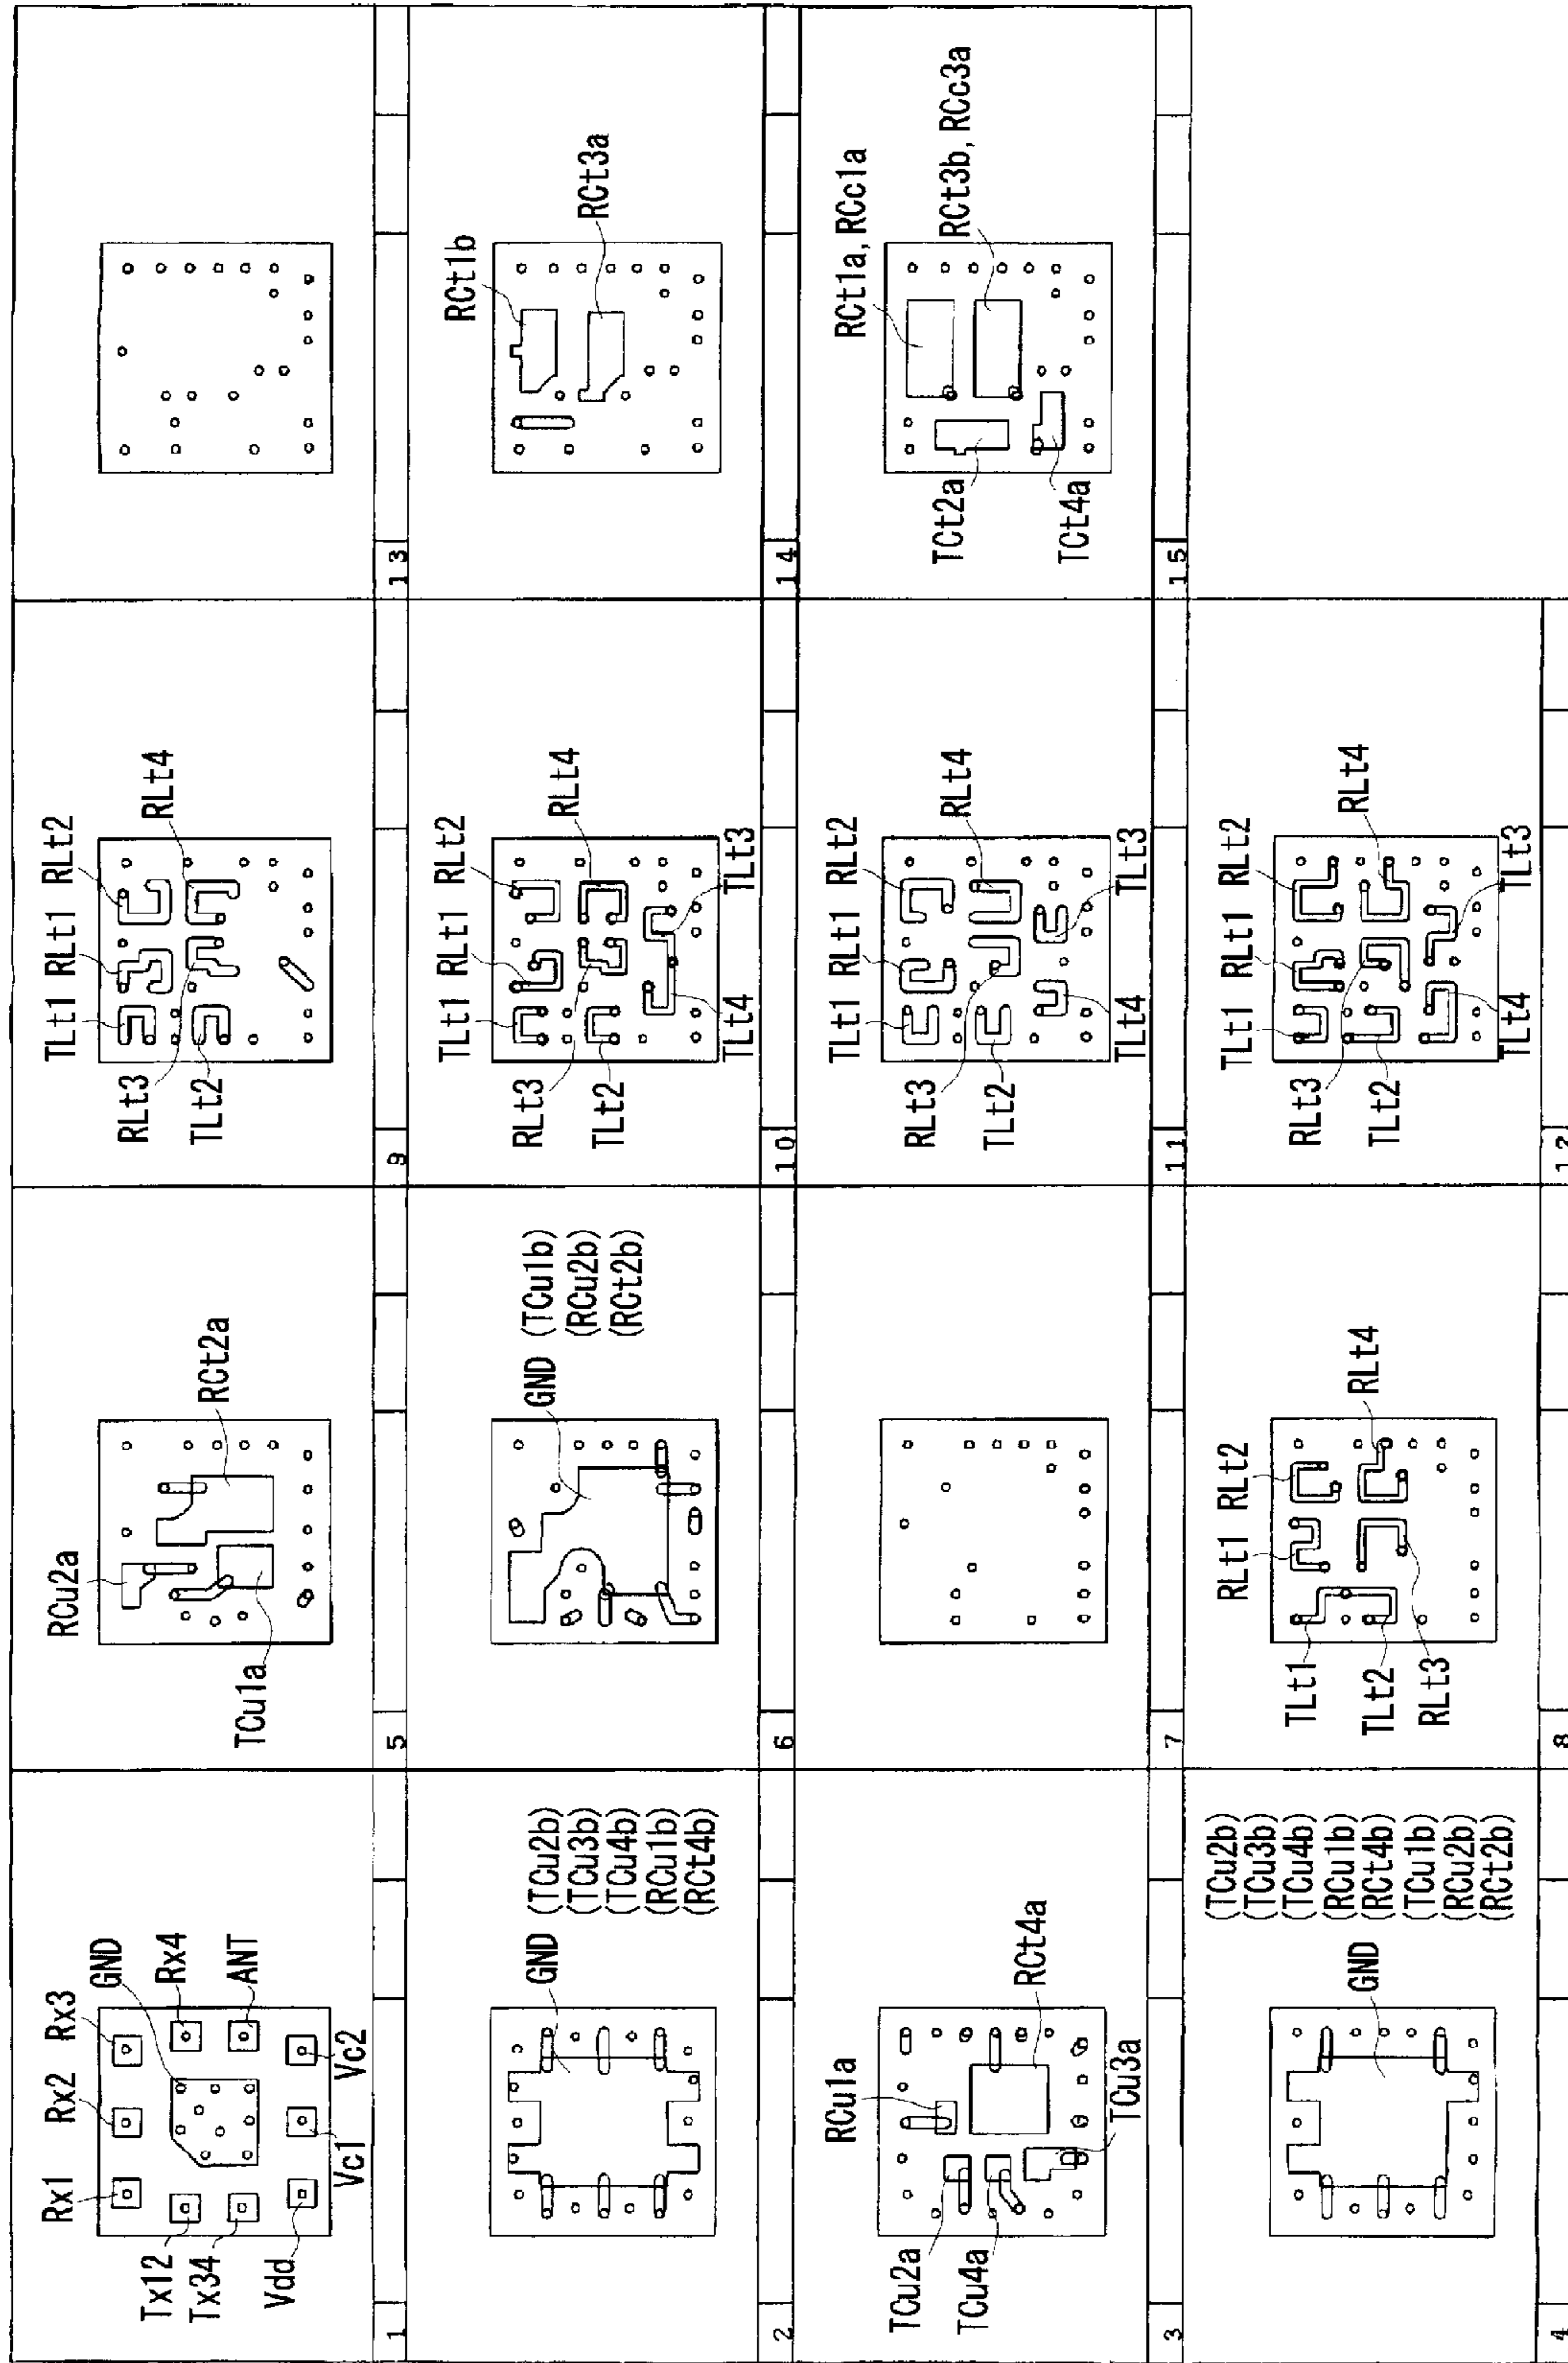 Rx1
Rx2
Rx3
GND
Rx4
ANT
Tx12
Tx34
Vdd
Vc1
Vc2
1
GND
(TCu2b)
(TCu3b)
(TCu4b)
(RCu1b)
(RCt4b)
2
RCu1a
RCt4a
TCu2a
TCu4a
TCu3a
3
GND
(TCu2b)
(TCu3b)
(TCu4b)
(RCu1b)
(RCt4b)
(TCu1b)
(RCu2b)
(RCt2b)
4
RCu2a
RCt2a
TCu1a
5
GND
(TCu1b)
(RCu2b)
(RCt2b)
6
7
RLt1
RLt2
RLt4
TLt1
TLt2
RLt3
8
TLt1
RLt1
RLt2
RLt4
RLt3
TLt2
9
TLt1
RLt1
RLt2
RLt4
RLt3
TLt2
TLt4
TLt3
10
TLt1
RLt1
RLt2
RLt4
RLt3
TLt2
TLt4
TLt3
11
TLt1
RLt1
RLt2
RLt4
RLt3
TLt2
TLt4
TLt3
12
13
RCt1b
RCt3a
14
RCt1a, RCc1a
RCt3b, RCc3a
TCt2a
TCt4a
15